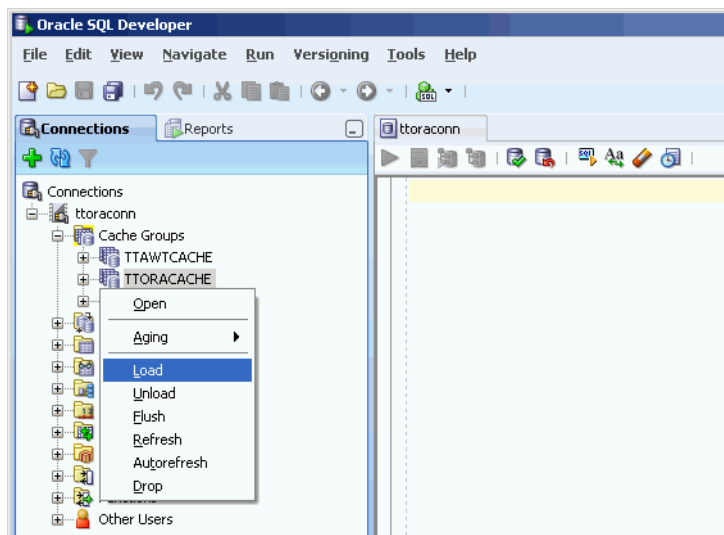 Oracle SQL Developer
File Edit View Navigate Run Versioning Tools Help
SQL
Connections Reports
ttoraconn
Connections
ttoraconn
Cache Groups
TTAWTCACHE
TTORACACHE
Open
Aging
Load
Unload
Flush
Refresh
Autorefresh
Drop
Other Users